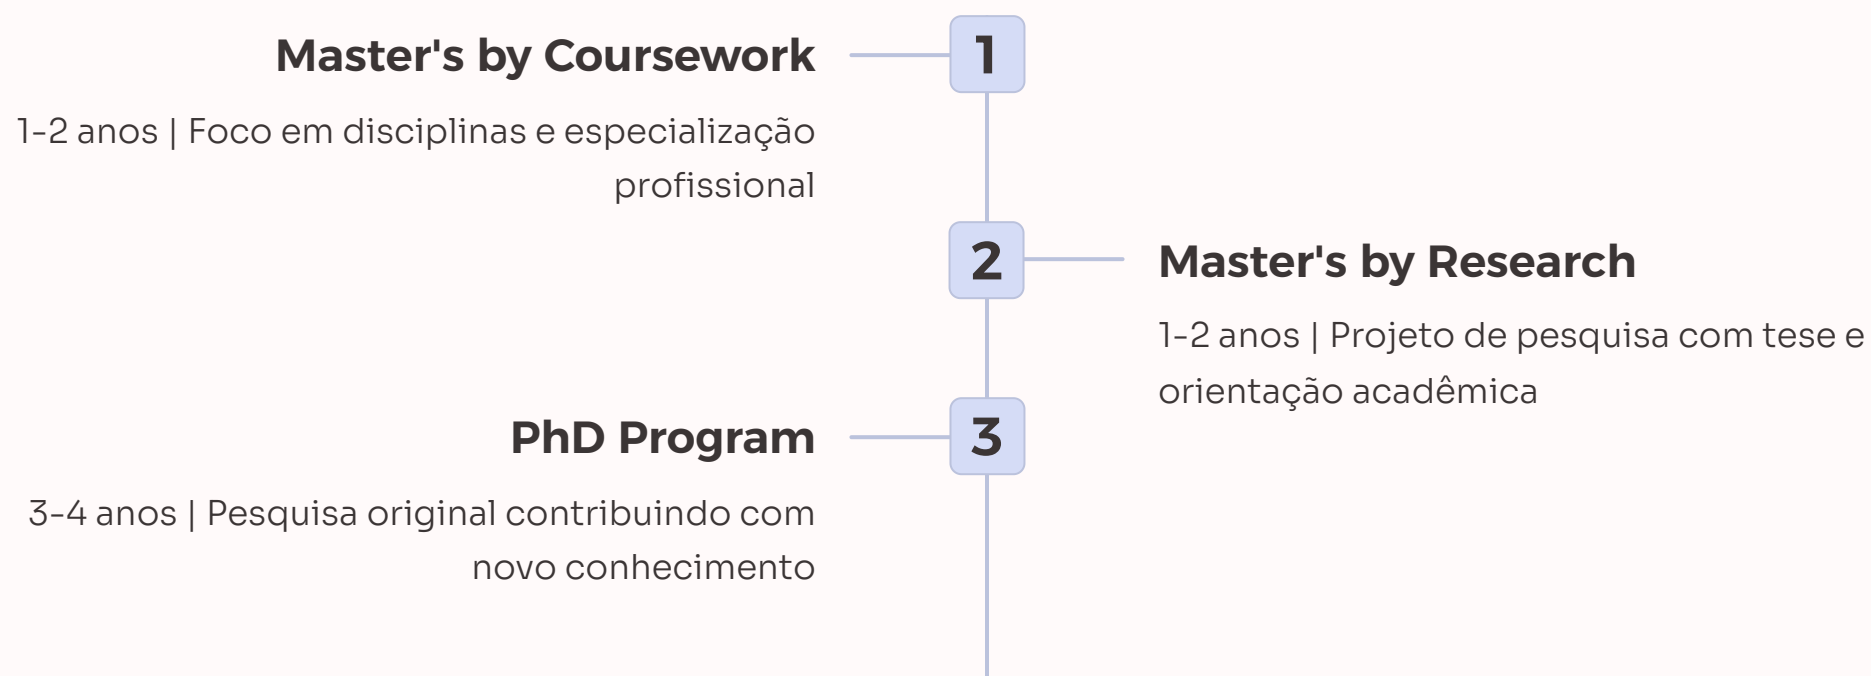 Master's by Coursework
1
1-2 anos | Foco em disciplinas e especialização
profissional
2
Master's by Research
1-2 anos | Projeto de pesquisa com tese e
orientação acadêmica
PhD Program
3
3-4 anos | Pesquisa original contribuindo com
novo conhecimento